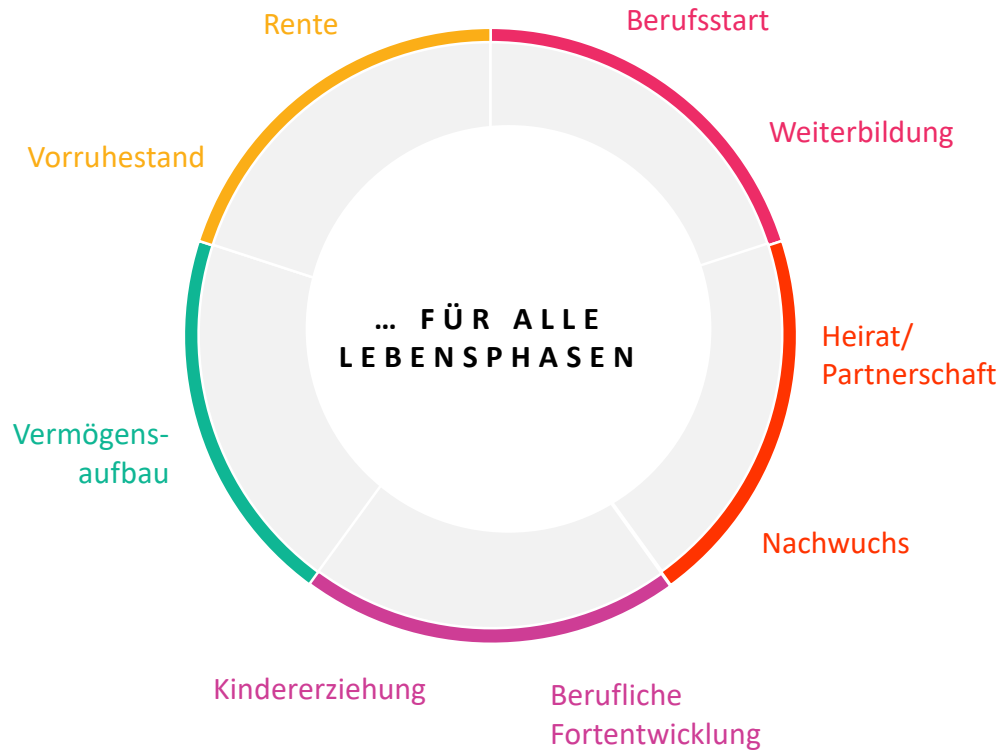 Rente
Berufsstart
Weiterbildung
Vorruhestand
… FÜR ALLE
LEBENSPHASEN
Heirat/
Partnerschaft
Vermögens-
aufbau
Nachwuchs
Kindererziehung
Berufliche
Fortentwicklung